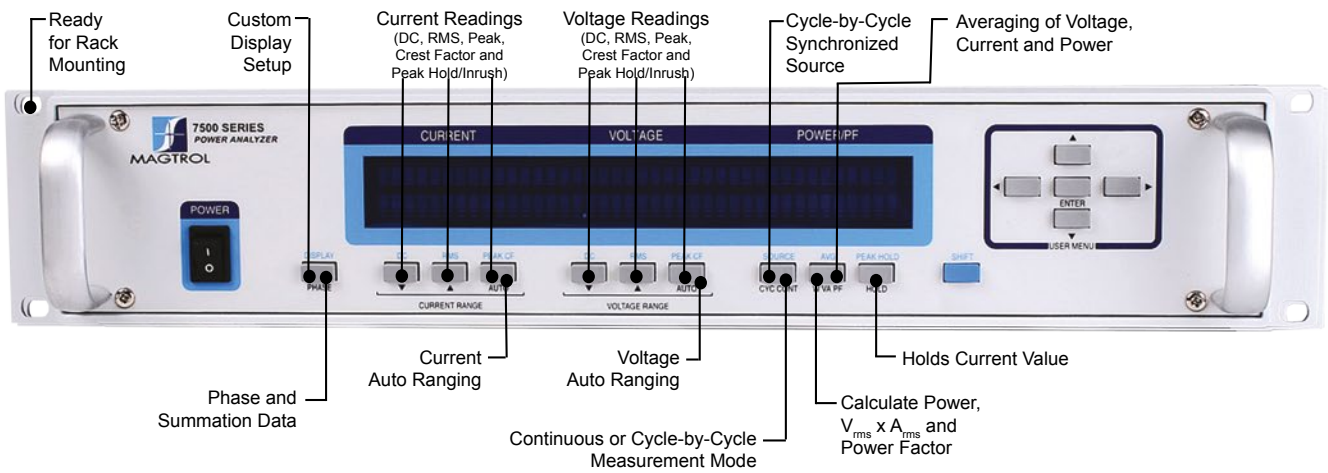 Ready
for Rack
Mounting
Custom
Display
Setup
Current Readings
(DC, RMS, Peak,
Crest Factor and
Peak Hold/Inrush)
Voltage Readings
(DC, RMS, Peak,
Crest Factor and
Peak Hold/Inrush)
Cycle-by-Cycle
Synchronized
Source
Averaging of Voltage,
Current and Power
7500 SERIES
POWER ANALYZER
MAGTROL
CURRENT
VOLTAGE
POWER/PF
POWER
I
O
ENTER
USER MENU
DISPLAY
PHASE
DC
RMS
PEAK CF
AUTO
CURRENT RANGE
DC
RMS
PEAK CF
AUTO
VOLTAGE RANGE
SOURCE
CYC CONT
AVG
W VA PF
PEAK HOLD
HOLD
SHIFT
Phase and
Summation Data
Current
Auto Ranging
Voltage
Auto Ranging
Continuous or Cycle-by-Cycle
Measurement Mode
Calculate Power,
Vrms x Arms and
Power Factor
Holds Current Value